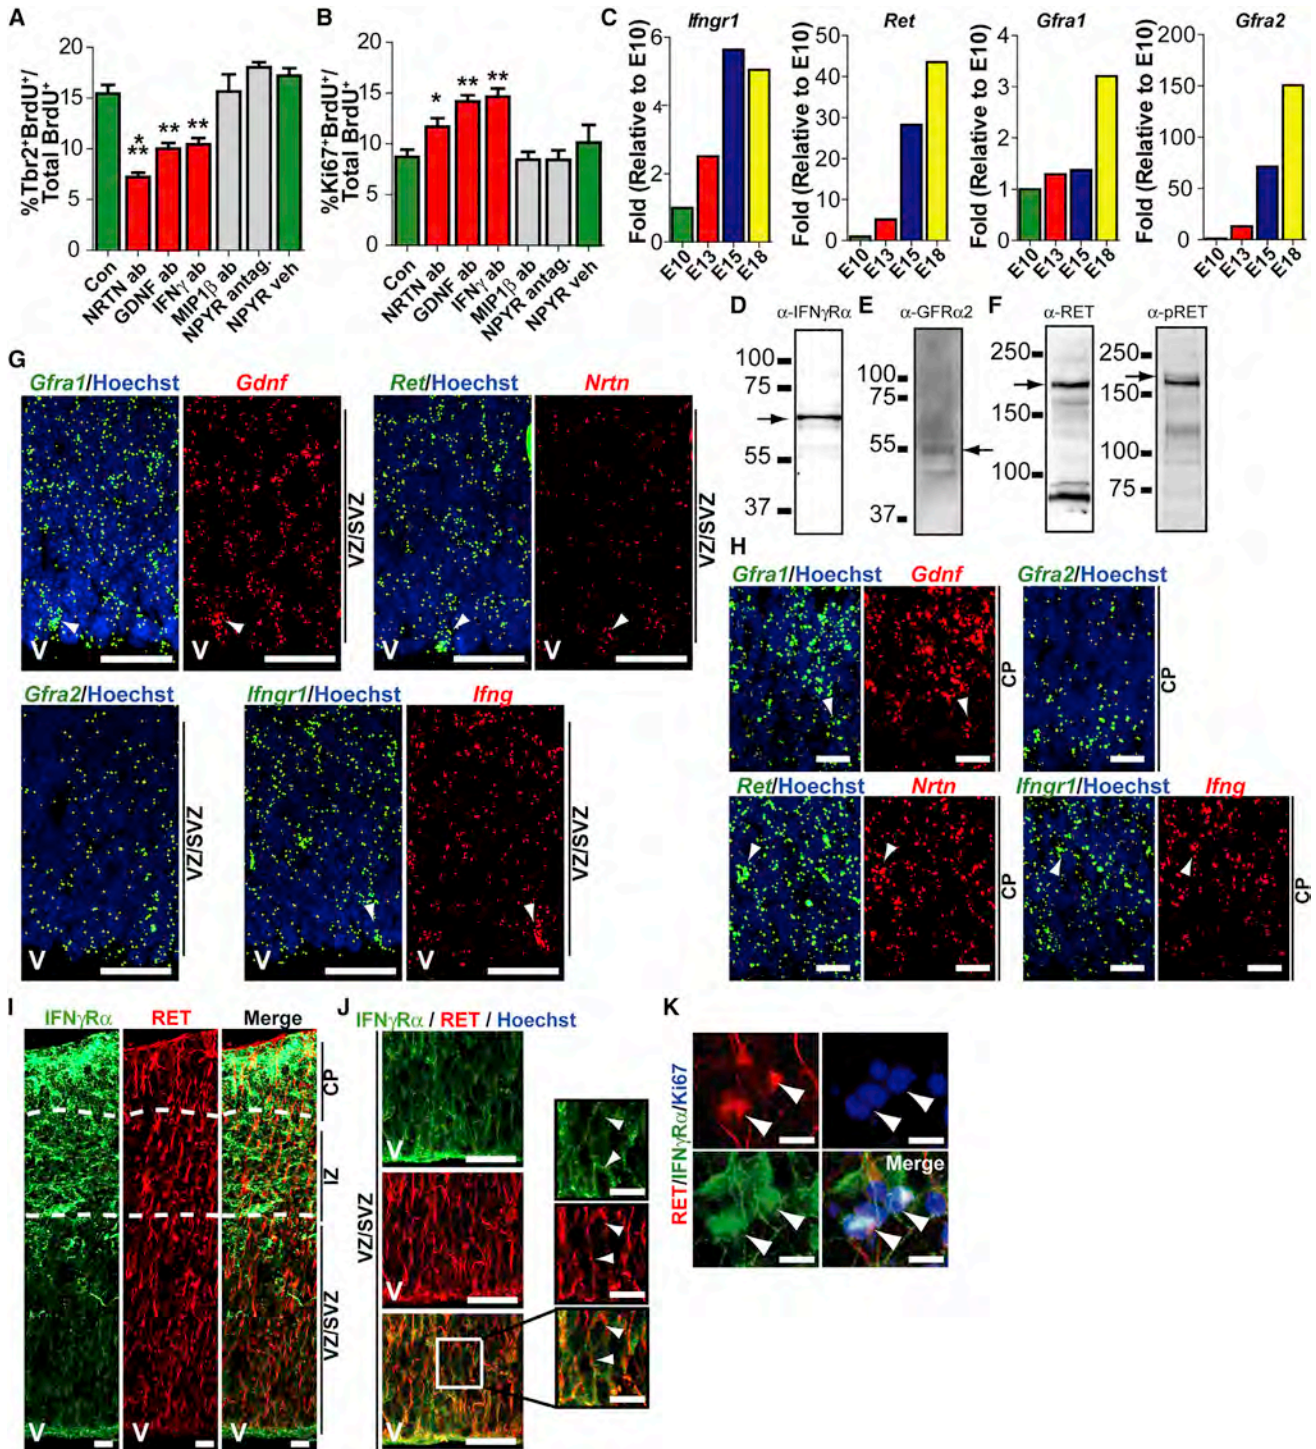 A
%Tbr2⁺BrdU⁺/
Total BrdU⁺
20
15
10
5
0
*
**
**
**
Con
NRTN ab
GDNF ab
IFNγ ab
MIP1β ab
NPYR antag.
NPYR veh
B
%Ki67⁺BrdU⁺/
Total BrdU⁺
20
15
10
5
0
*
**
**
Con
NRTN ab
GDNF ab
IFNγ ab
MIP1β ab
NPYR antag.
NPYR veh
C
Ifngr1
Fold (Relative to E10)
6
4
2
0
E10
E13
E15
E18
Ret
Fold (Relative to E10)
50
40
30
20
10
0
E10
E13
E15
E18
Gfra1
Fold (Relative to E10)
4
3
2
1
0
E10
E13
E15
E18
Gfra2
Fold (Relative to E10)
200
150
100
50
0
E10
E13
E15
E18
D
α-IFNγRα
100
75
55
37
E
α-GFRα2
100
75
55
37
F
α-RET
250
150
100
α-pRET
250
150
100
75
G
Gfra1/Hoechst
Gdnf
V
Ret/Hoechst
Nrtn
V
VZ/SVZ
Gfra2/Hoechst
V
VZ/SVZ
Ifngr1/Hoechst
Ifng
V
VZ/SVZ
H
Gfra1/Hoechst
Gdnf
CP
Gfra2/Hoechst
CP
Ret/Hoechst
Nrtn
CP
Ifngr1/Hoechst
Ifng
CP
I
IFNγRα
RET
Merge
CP
IZ
VZ/SVZ
V
V
V
J
IFNγRα / RET / Hoechst
VZ/SVZ
V
V
V
K
RET/IFNγRα/Ki67
Merge